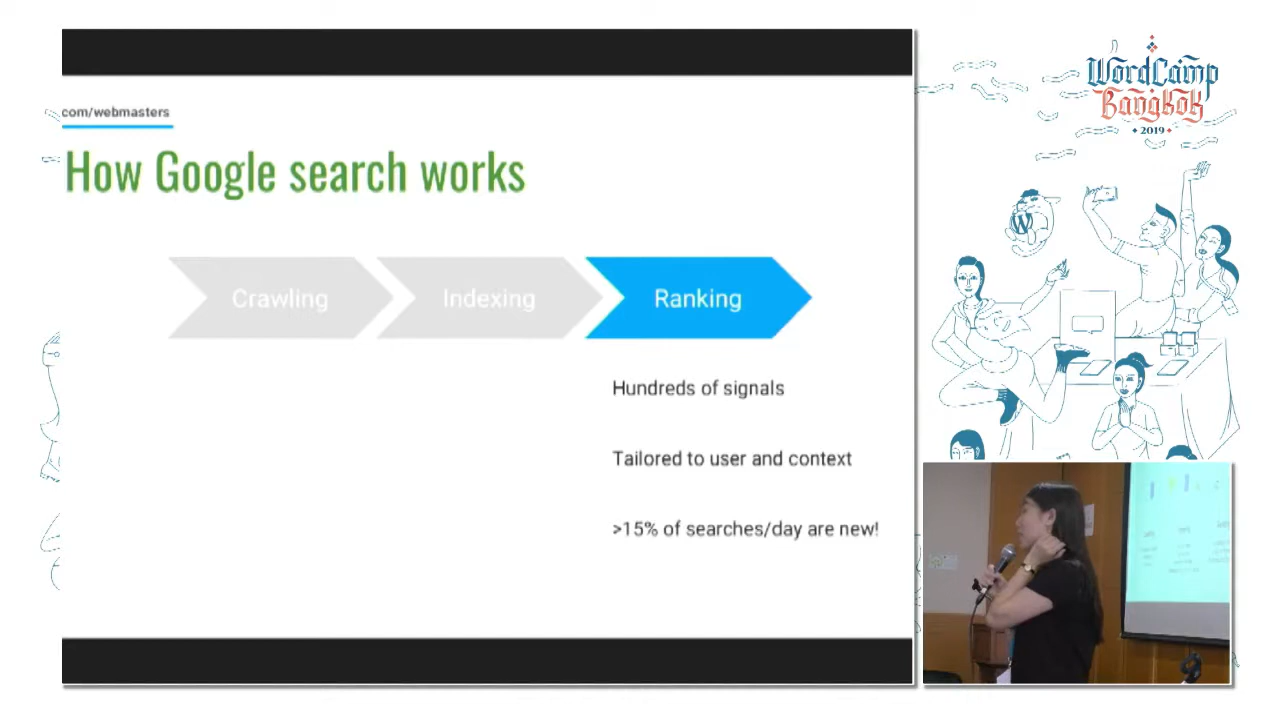 com/webmasters
How Google search works
Crawling
Indexing
Ranking
Hundreds of signals
Tailored to user and context
>15% of searches/day are new!
WordCamp
Bangkok
2019
W